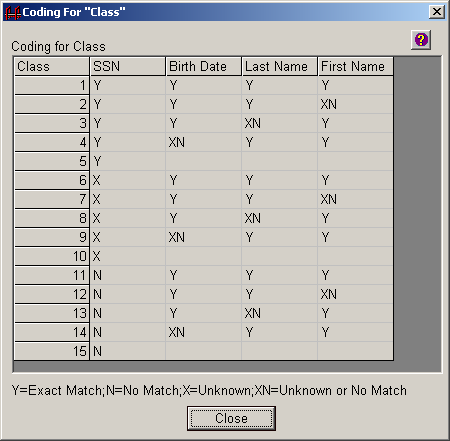 Coding For "Class"
Coding for Class
Class SSN Birth Date Last Name First Name
1 Y Y Y Y
2 Y Y Y XN
3 Y Y XN Y
4 Y XN Y Y
5 Y
6 X Y Y Y
7 X Y Y XN
8 X Y XN Y
9 X XN Y Y
10 X
11 N Y Y Y
12 N Y Y XN
13 N Y XN Y
14 N XN Y Y
15 N
Y=Exact Match;N=No Match;X=Unknown;XN=Unknown or No Match
Close